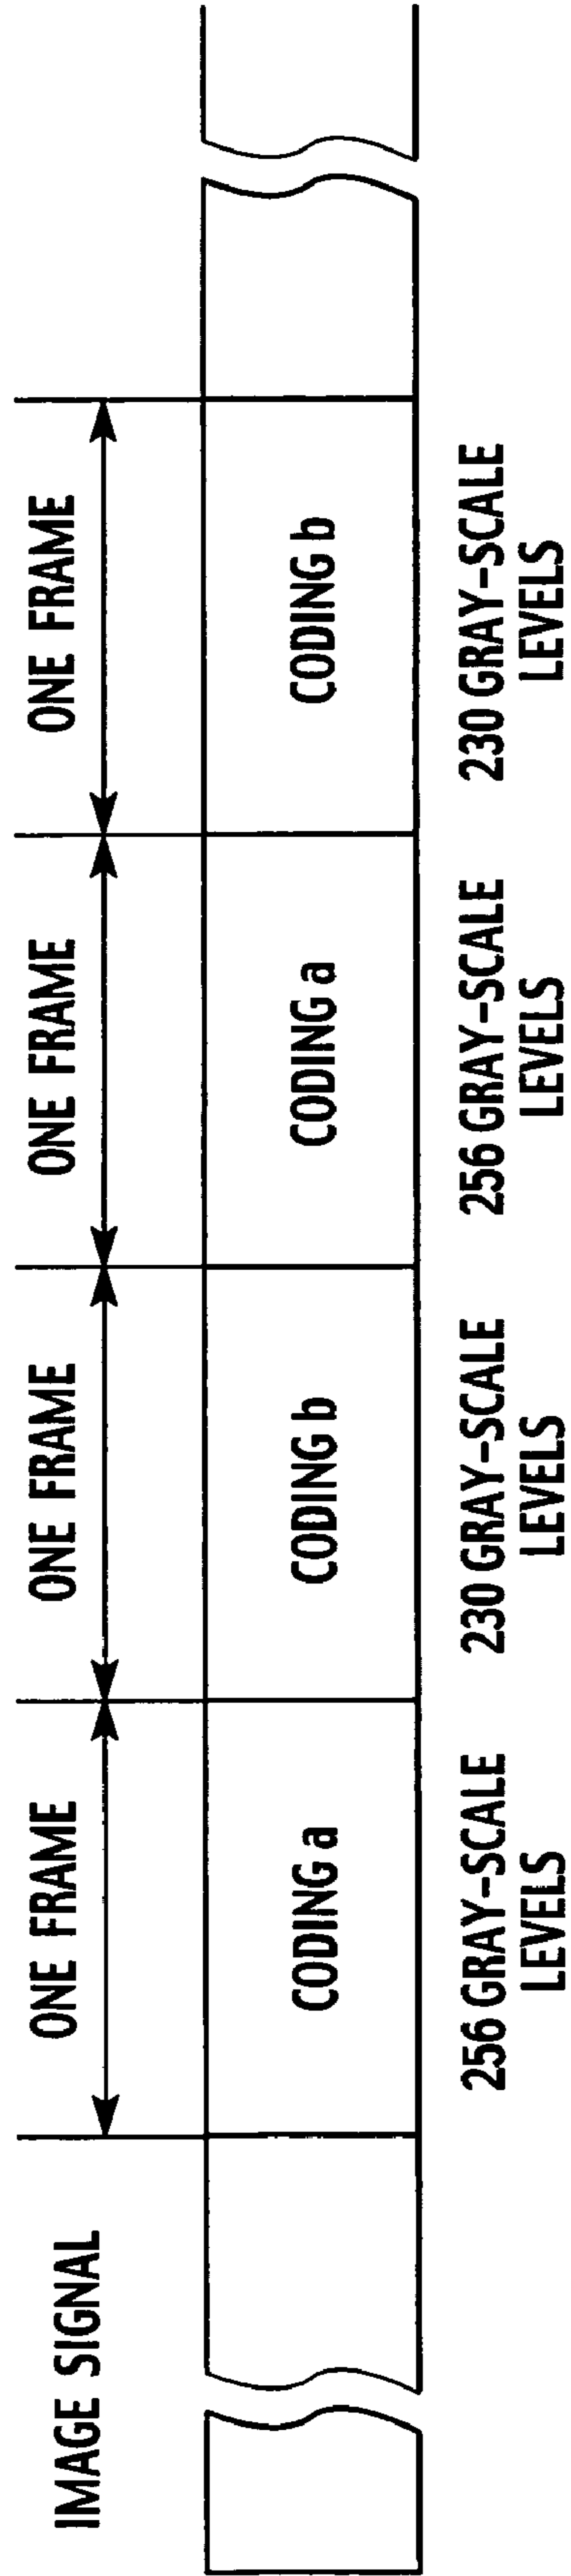 IMAGE SIGNAL
ONE FRAME
ONE FRAME
ONE FRAME
ONE FRAME
CODING a
CODING b
CODING a
CODING b
256 GRAY-SCALE
LEVELS
230 GRAY-SCALE
LEVELS
256 GRAY-SCALE
LEVELS
230 GRAY-SCALE
LEVELS